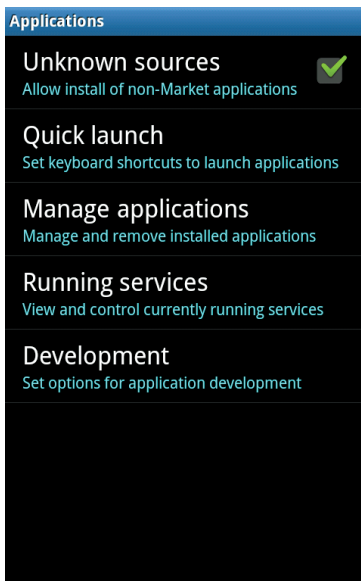 Applications
Unknown sources
Allow install of non-Market applications
Quick launch
Set keyboard shortcuts to launch applications
Manage applications
Manage and remove installed applications
Running services
View and control currently running services
Development
Set options for application development